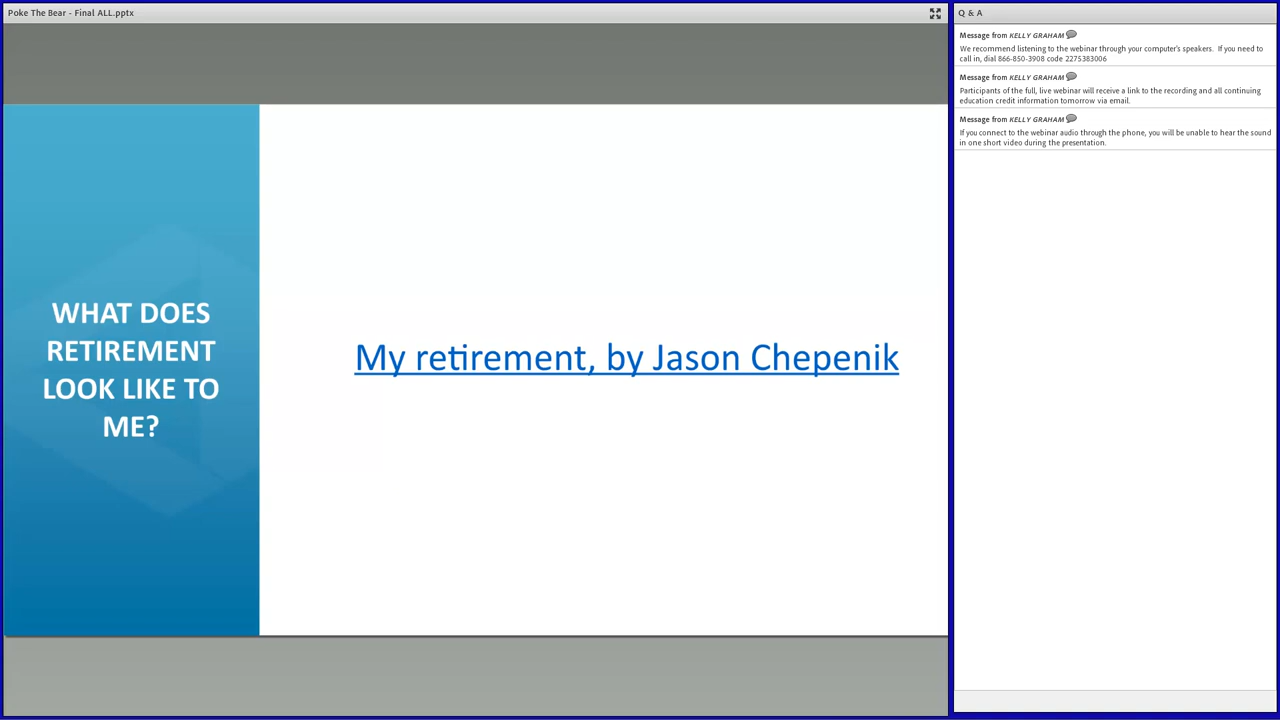 Poke The Bear - Final ALL.pptx
WHAT DOES
RETIREMENT
LOOK LIKE TO
ME?
My retirement, by Jason Chepenik
Q & A
Message from KELLY GRAHAM
We recommend listening to the webinar through your computer's speakers. If you need to
call in, dial 866-850-3908 code 2275383006
Message from KELLY GRAHAM
Participants of the full, live webinar will receive a link to the recording and all continuing
education credit information tomorrow via email.
Message from KELLY GRAHAM
If you connect to the webinar audio through the phone, you will be unable to hear the sound
in one short video during the presentation.